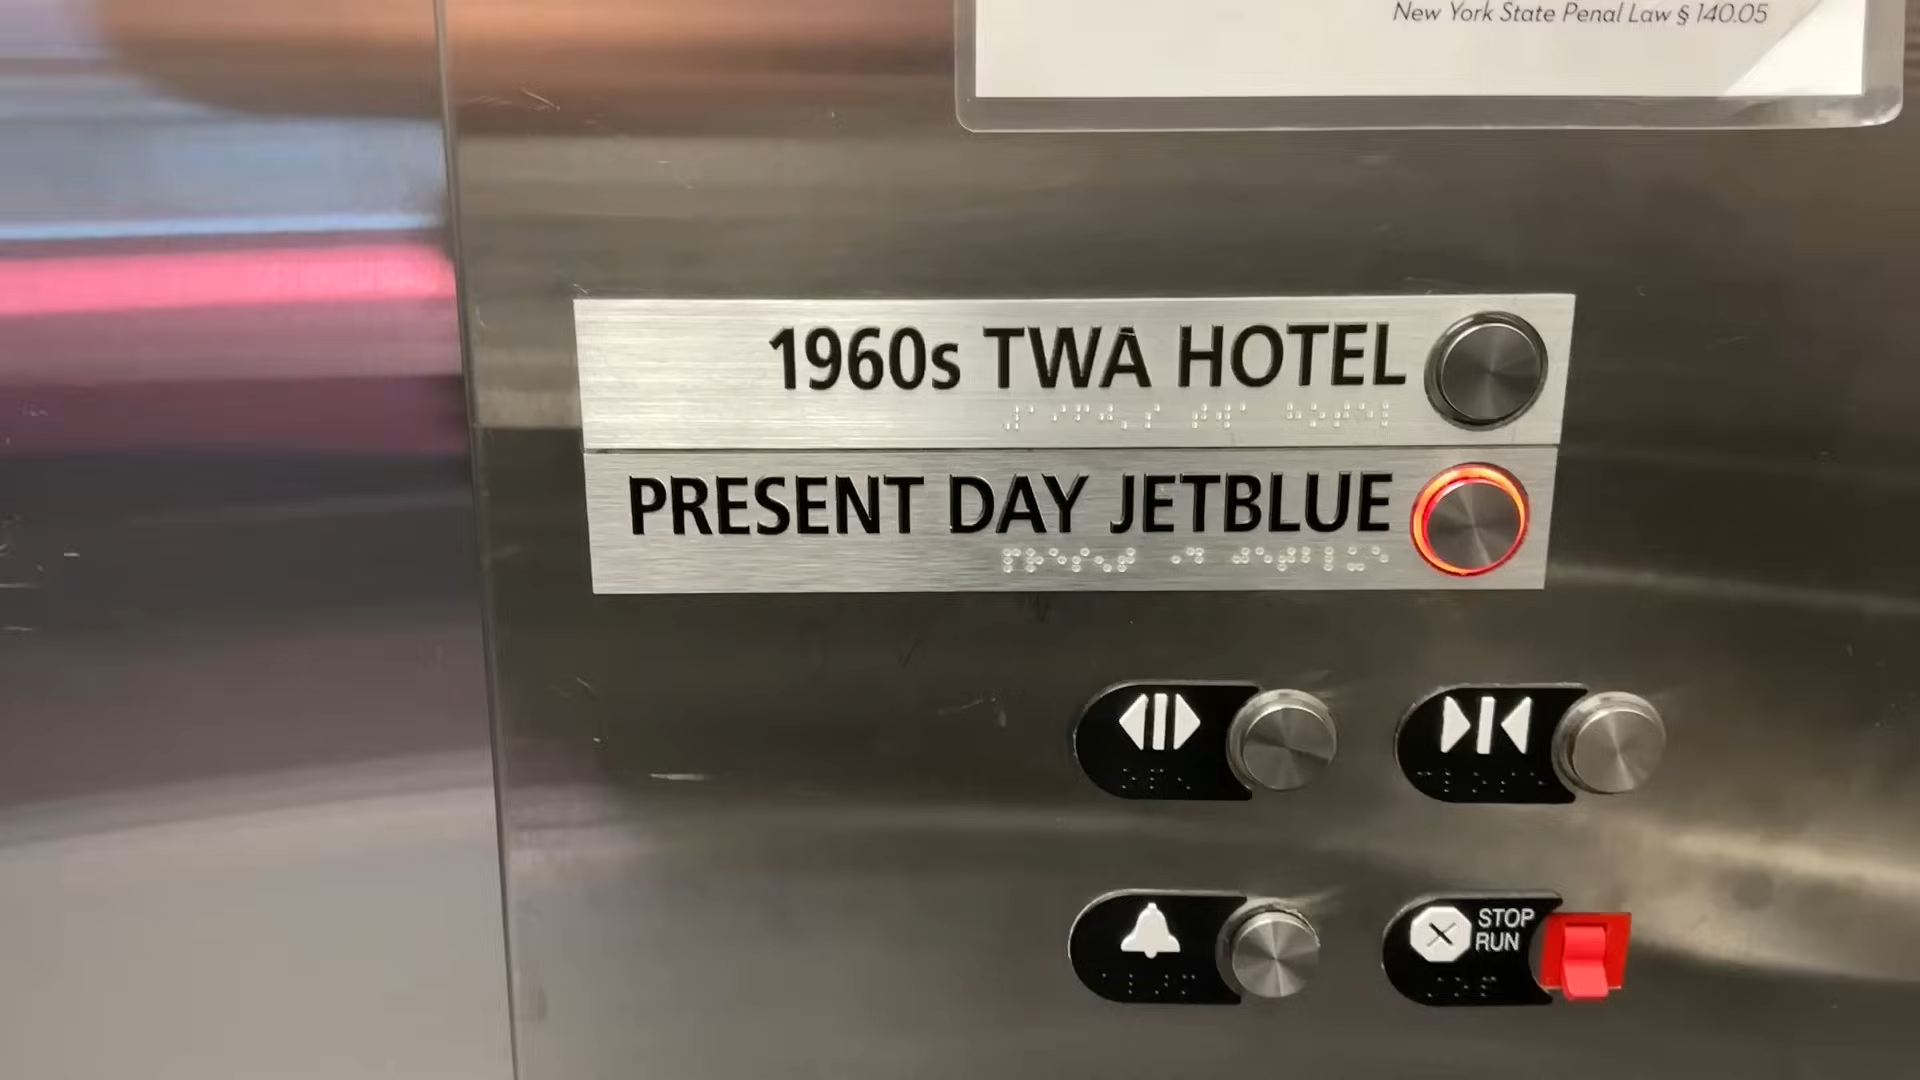 New York State Penal Law § 140.05
1960s TWA HOTEL
PRESENT DAY JETBLUE
STOP
RUN